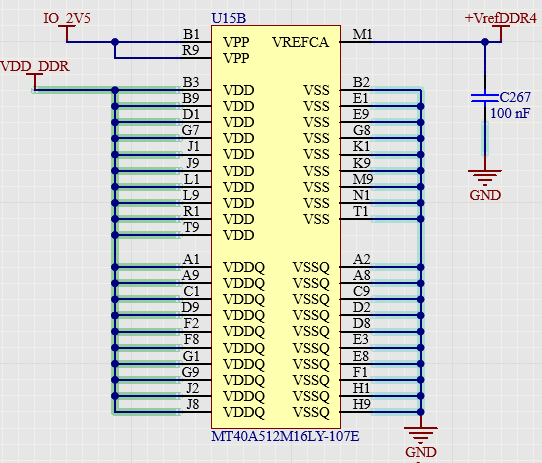 IO_2V5 U15B +VrefDDR4
B1 VPP VREFCA M1
R9 VPP
VDD_DDR
B3 VDD VSS B2
B9 VDD VSS E1
D1 VDD VSS E9
G7 VDD VSS G8
J1 VDD VSS K1
J9 VDD VSS K9
L1 VDD VSS M9
L9 VDD VSS N1
R1 VDD VSS T1
T9 VDD
C267
100 nF
GND
A1 VDDQ VSSQ A2
A9 VDDQ VSSQ A8
C1 VDDQ VSSQ C9
D9 VDDQ VSSQ D2
F2 VDDQ VSSQ D8
F8 VDDQ VSSQ E3
G1 VDDQ VSSQ E8
G9 VDDQ VSSQ F1
J2 VDDQ VSSQ H1
J8 VDDQ VSSQ H9
MT40A512M16LY-107E
GND